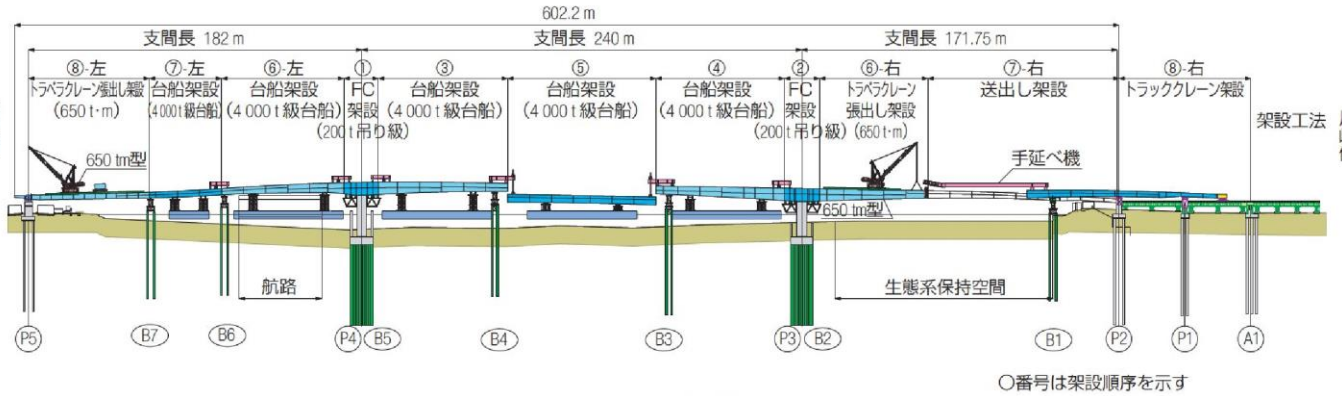 602.2 m
支間長 182 m
支間長 240 m
支間長 171.75 m
⑧-左
トラベラクレーン張出し架設
(650 t・m)
⑦-左
台船架設
(4 000 t 級台船)
⑥-左
台船架設
(4 000 t 級台船)
①
FC
架設
(200 t 吊り級)
③
台船架設
(4 000 t 級台船)
⑤
台船架設
(4 000 t 級台船)
④
台船架設
(4 000 t 級台船)
②
FC
架設
(200 t 吊り級)
⑥-右
トラベラクレーン
張出し架設
(650 t・m)
⑦-右
送出し架設
⑧-右
トラッククレーン架設
架設工法
650 tm型
手延べ機
650 tm型
航路
生態系保持空間
P5
B7
B6
P4
B5
B4
B3
P3
B2
B1
P2
P1
A1
○番号は架設順序を示す